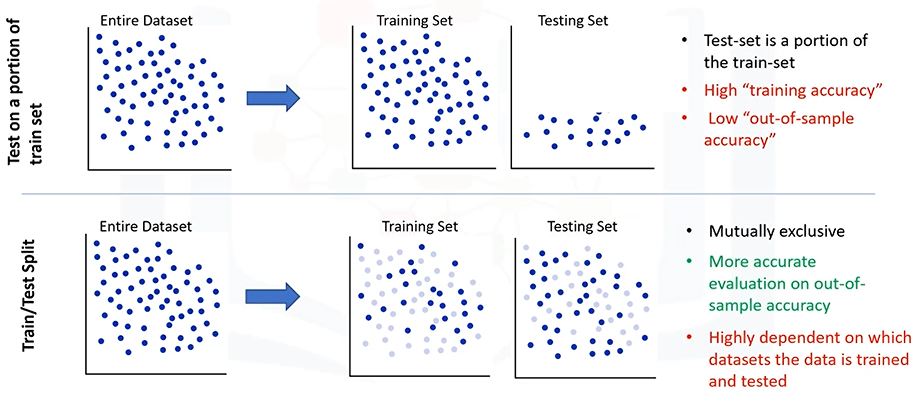 Test on a portion of
train set
Entire Dataset
Training Set
Testing Set
• Test-set is a portion of
the train-set
• High “training accuracy”
• Low “out-of-sample
accuracy”
Train/Test Split
Entire Dataset
Training Set
Testing Set
• Mutually exclusive
• More accurate
evaluation on out-of-
sample accuracy
• Highly dependent on which
datasets the data is trained
and tested